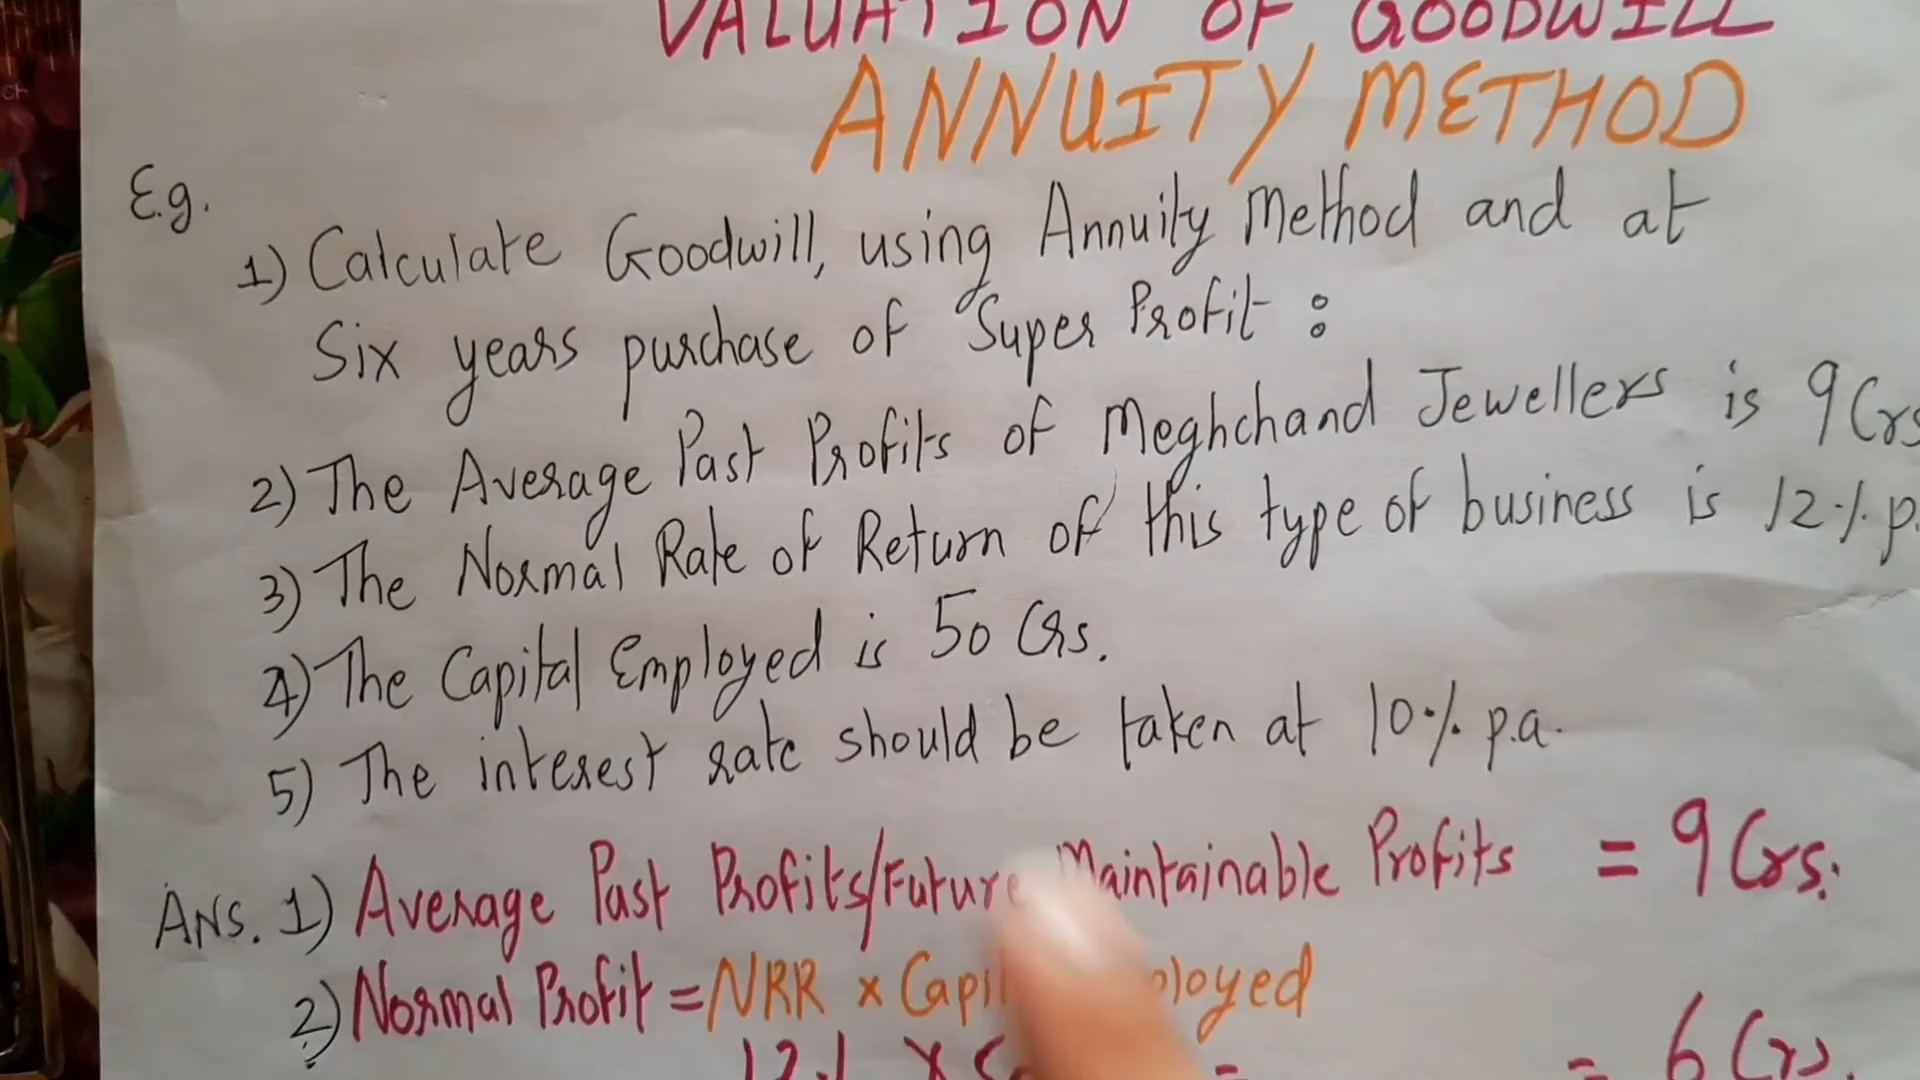 VALUATION OF GOODWILL
ANNUITY METHOD
E.g.
1) Calculate Goodwill, using Annuity Method and at
Six years purchase of Super Profit :
2) The Average Past Profits of Meghchand Jewellers is 9 Crs
3) The Normal Rate of Return of this type of business is 12% p.
4) The Capital Employed is 50 Crs.
5) The interest rate should be taken at 10% p.a.
ANS. 1) Average Past Profits/Future Maintainable Profits = 9 Crs.
2) Normal Profit = NRR x
12% x = 6 Crs.